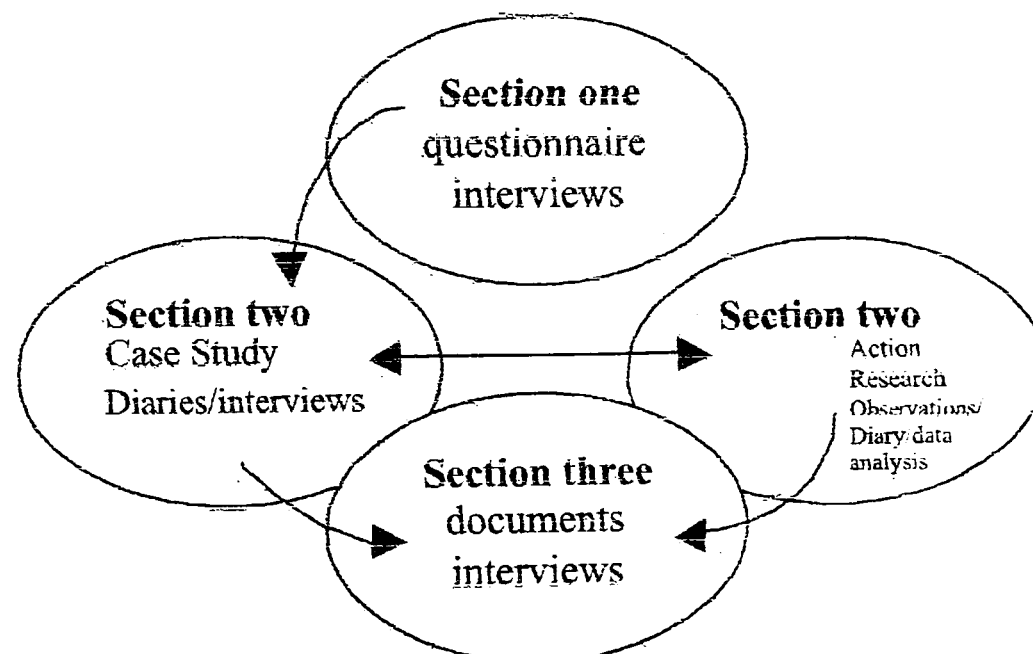 Section one
questionnaire
interviews
Section two
Case Study
Diaries/interviews
Section two
Action
Research
Observations/
Diary/data
analysis
Section three
documents
interviews